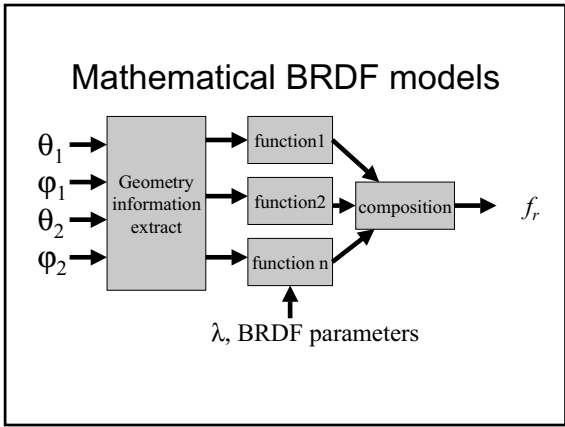 Mathematical BRDF models
θ1
φ1
θ2
φ2
Geometry
information
extract
function1
function2
function n
composition
fr
λ, BRDF parameters